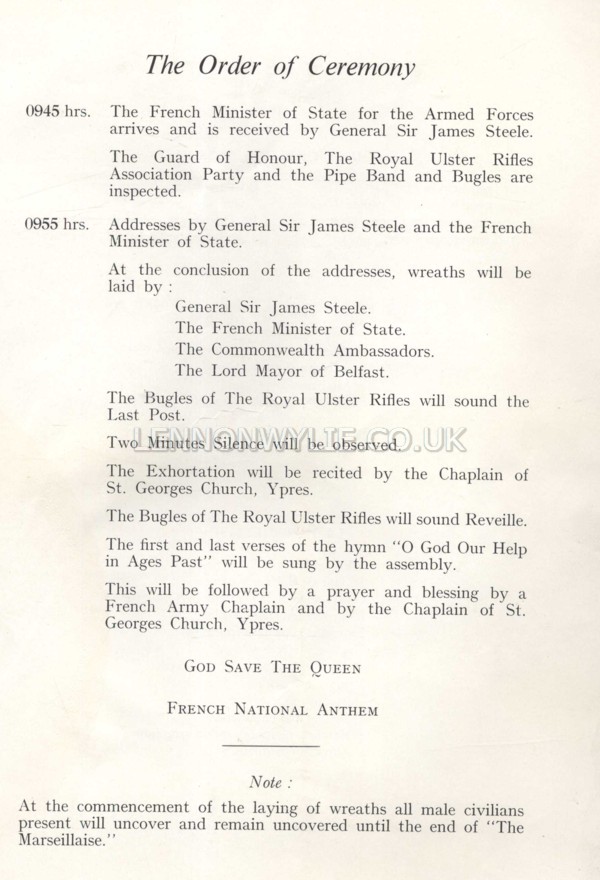 The Order of Ceremony
0945 hrs. The French Minister of State for the Armed Forces
arrives and is received by General Sir James Steele.
The Guard of Honour, The Royal Ulster Rifles
Association Party and the Pipe Band and Bugles are
inspected.
0955 hrs. Addresses by General Sir James Steele and the French
Minister of State.
At the conclusion of the addresses, wreaths will be
laid by :
General Sir James Steele.
The French Minister of State.
The Commonwealth Ambassadors.
The Lord Mayor of Belfast.
The Bugles of The Royal Ulster Rifles will sound the
Last Post.
Two Minutes Silence will be observed.
LENNONWYLIE.CO.UK
The Exhortation will be recited by the Chaplain of
St. Georges Church, Ypres.
The Bugles of The Royal Ulster Rifles will sound Reveille.
The first and last verses of the hymn "O God Our Help
in Ages Past" will be sung by the assembly.
This will be followed by a prayer and blessing by a
French Army Chaplain and by the Chaplain of St.
Georges Church, Ypres.
GOD SAVE THE QUEEN
FRENCH NATIONAL ANTHEM
Note :
At the commencement of the laying of wreaths all male civilians
present will uncover and remain uncovered until the end of "The
Marseillaise."